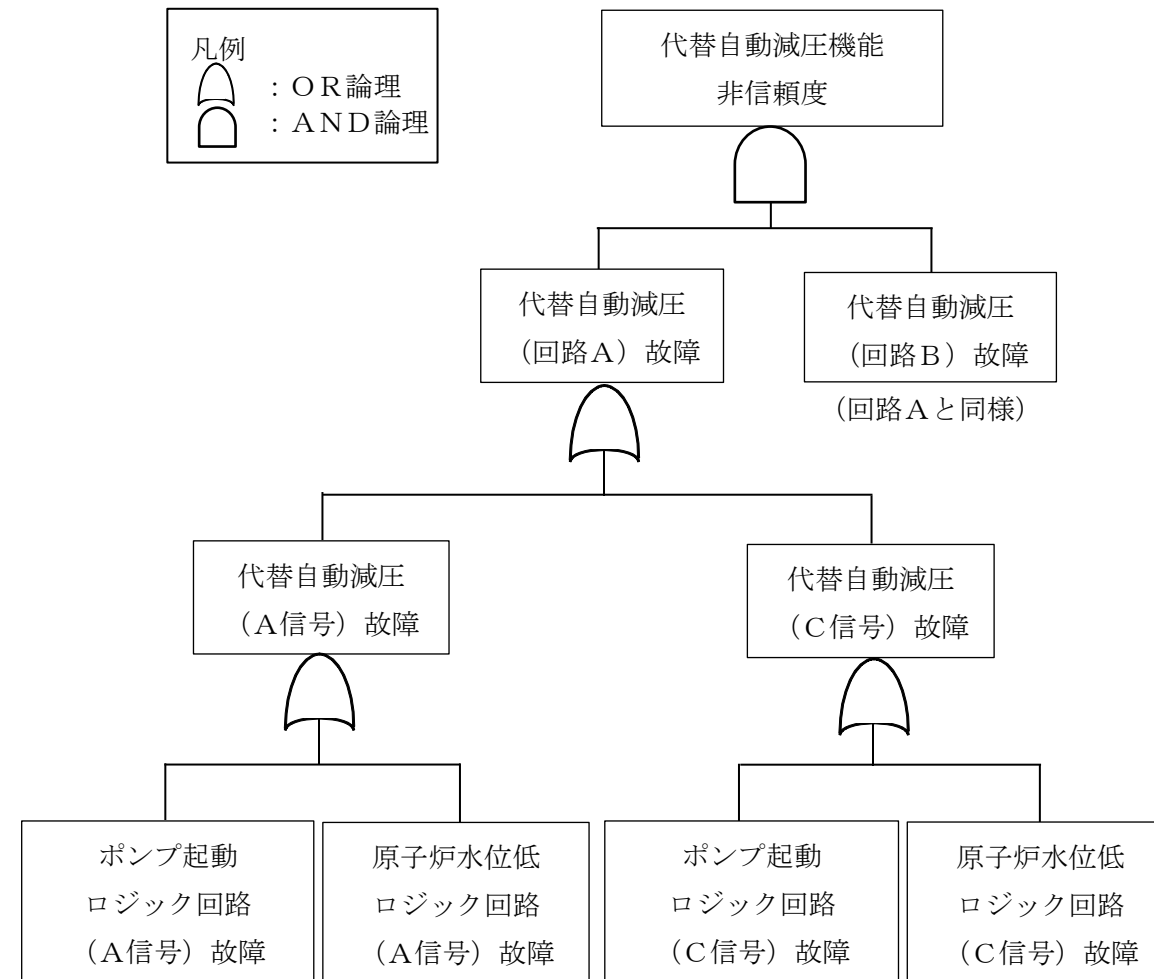 凡例
：ＯＲ論理
：ＡＮＤ論理
代替自動減圧機能
非信頼度
代替自動減圧
（回路Ａ）故障
代替自動減圧
（回路Ｂ）故障
（回路Ａと同様）
代替自動減圧
（Ａ信号）故障
代替自動減圧
（Ｃ信号）故障
ポンプ起動
ロジック回路
（Ａ信号）故障
原子炉水位低
ロジック回路
（Ａ信号）故障
ポンプ起動
ロジック回路
（Ｃ信号）故障
原子炉水位低
ロジック回路
（Ｃ信号）故障